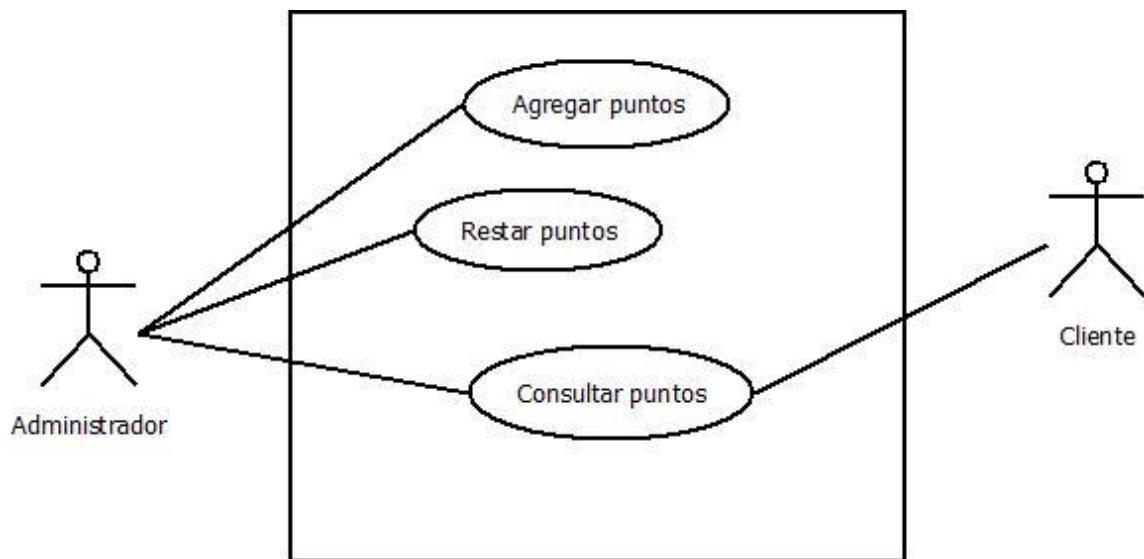 Agregar puntos
Restar puntos
Consultar puntos
Administrador
Cliente